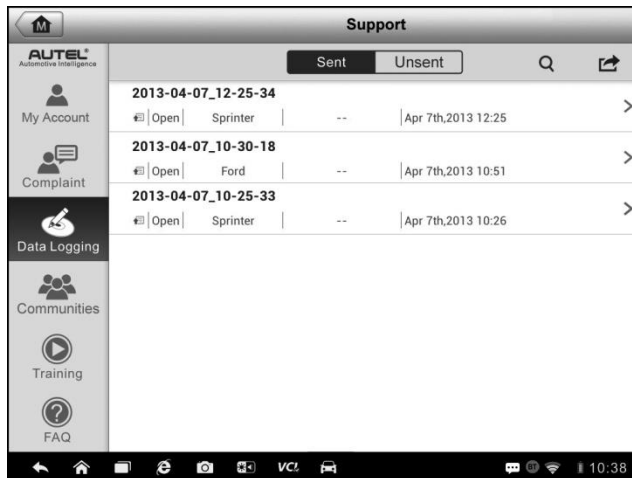 M
Support
AUTEL®
Automotive Intelligence
Sent
Unsent
My Account
Complaint
Data Logging
Communities
Training
FAQ
2013-04-07_12-25-34
Open Sprinter -- Apr 7th,2013 12:25
2013-04-07_10-30-18
Open Ford -- Apr 7th,2013 10:51
2013-04-07_10-25-33
Open Sprinter -- Apr 7th,2013 10:26
VCI
10:38